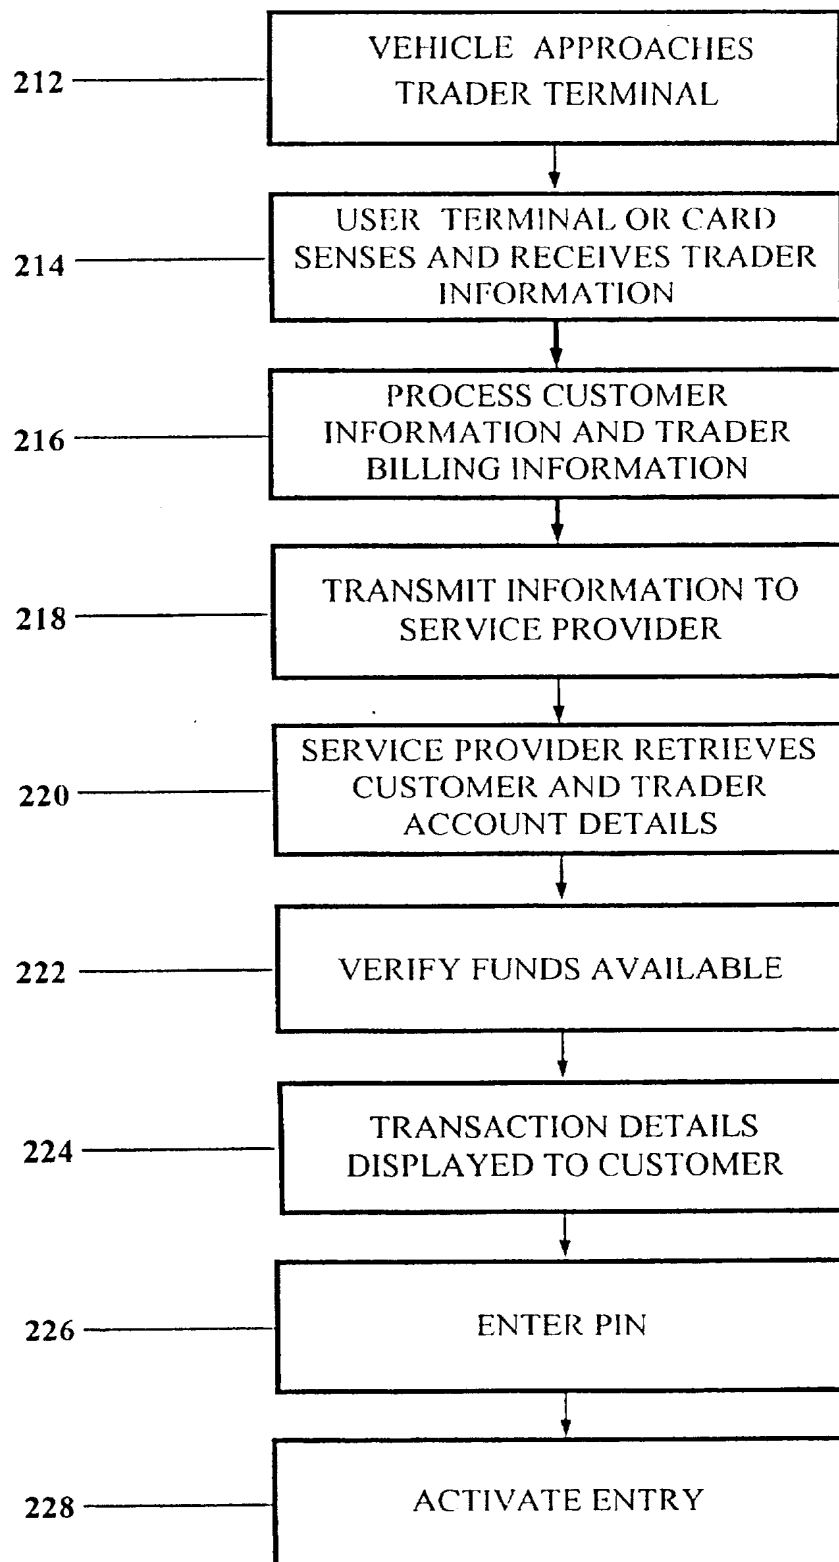 212
VEHICLE APPROACHES
TRADER TERMINAL
214
USER TERMINAL OR CARD
SENSES AND RECEIVES TRADER
INFORMATION
216
PROCESS CUSTOMER
INFORMATION AND TRADER
BILLING INFORMATION
218
TRANSMIT INFORMATION TO
SERVICE PROVIDER
220
SERVICE PROVIDER RETRIEVES
CUSTOMER AND TRADER
ACCOUNT DETAILS
222
VERIFY FUNDS AVAILABLE
224
TRANSACTION DETAILS
DISPLAYED TO CUSTOMER
226
ENTER PIN
228
ACTIVATE ENTRY